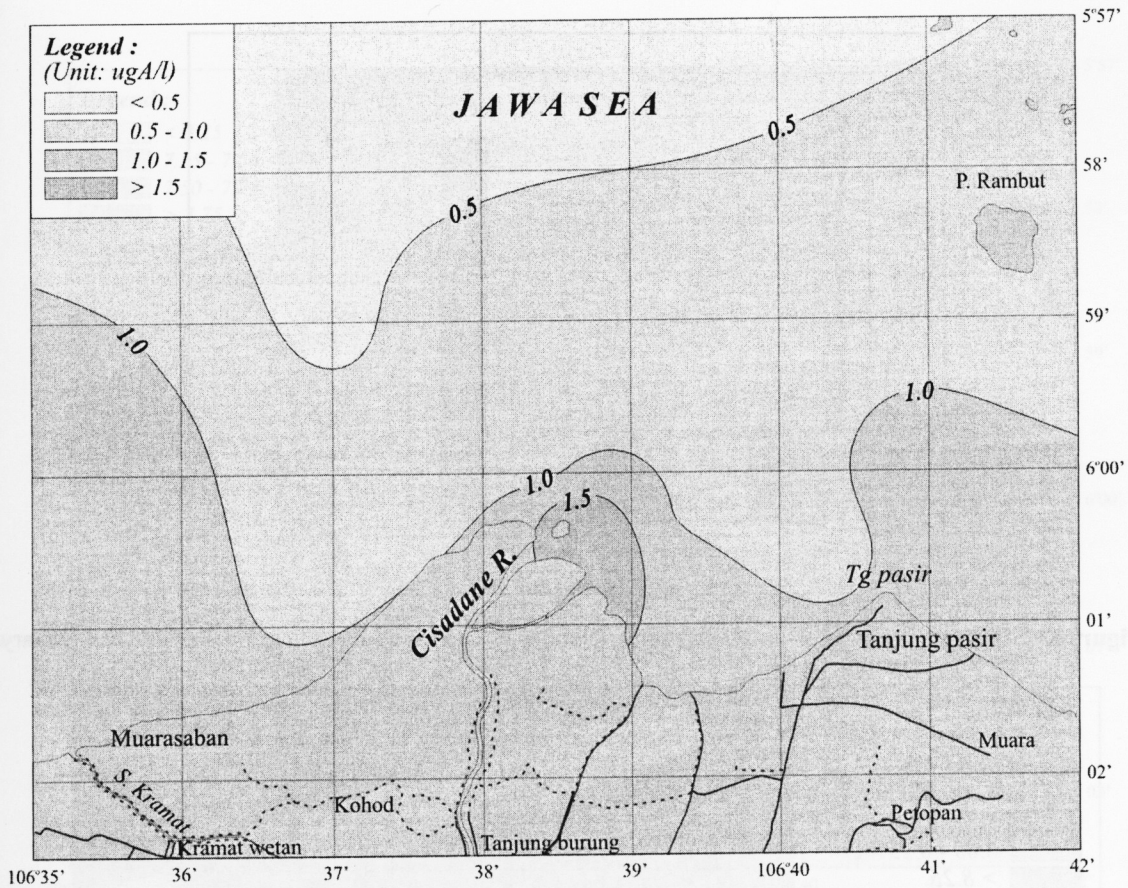 Legend :
(Unit: ugA/l)
< 0.5
0.5 - 1.0
1.0 - 1.5
> 1.5
JAWA SEA
5°57'
0.5
58'
P. Rambut
0.5
59'
1.0
1.0
6°00'
1.0
1.5
Tg pasir
Cisadane R.
01'
Tanjung pasir
Muarasaban
Muara
02'
S Kramat
Kohod
Pelopan
Kramat wetan
Tanjung burung
106°35'
36'
37'
38'
39'
106°40
41'
42'